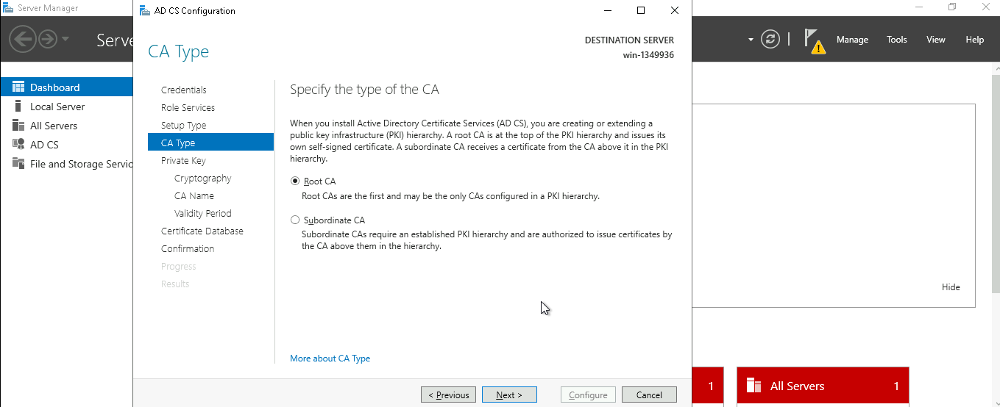 Server Manager
AD CS Configuration
CA Type
DESTINATION SERVER
win-1349936
Manage
Tools
View
Help
Dashboard
Local Server
All Servers
AD CS
File and Storage Servic
Credentials
Role Services
Setup Type
CA Type
Private Key
Cryptography
CA Name
Validity Period
Certificate Database
Confirmation
Progress
Results
Specify the type of the CA
When you install Active Directory Certificate Services (AD CS), you are creating or extending a
public key infrastructure (PKI) hierarchy. A root CA is at the top of the PKI hierarchy and issues its
own self-signed certificate. A subordinate CA receives a certificate from the CA above it in the PKI
hierarchy.
Root CA
Root CAs are the first and may be the only CAs configured in a PKI hierarchy.
Subordinate CA
Subordinate CAs require an established PKI hierarchy and are authorized to issue certificates by
the CA above them in the hierarchy.
More about CA Type
< Previous
Next >
Configure
Cancel
Hide
1
All Servers
1